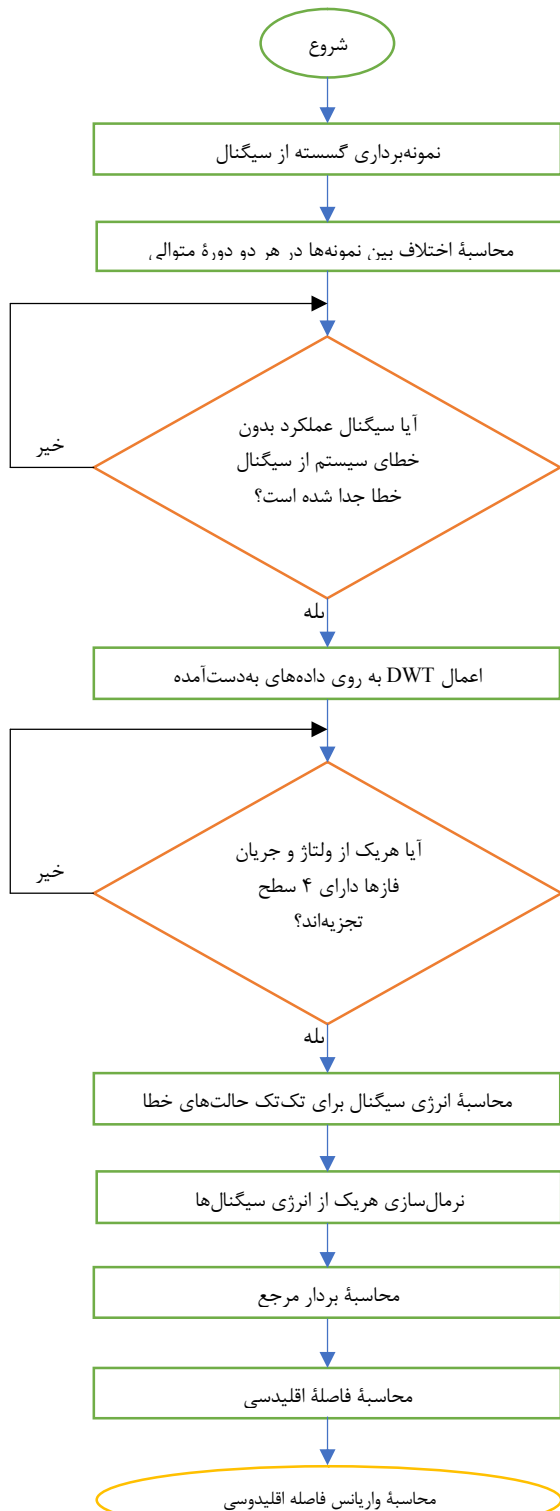 شروع
نمونه‌برداری گسسته از سیگنال
محاسبهٔ اختلاف بین نمونه‌ها در هر دو دورهٔ متوالی
آیا سیگنال عملکرد بدون
خطای سیستم از سیگنال
خطا جدا شده است؟
خیر
بله
اعمال DWT به روی داده‌های به‌دست‌آمده
آیا هریک از ولتاژ و جریان
فازها دارای ۴ سطح
تجزیه‌اند؟
خیر
بله
محاسبهٔ انرژی سیگنال برای تک‌تک حالت‌های خطا
نرمال‌سازی هریک از انرژی سیگنال‌ها
محاسبهٔ بردار مرجع
محاسبهٔ فاصلهٔ اقلیدسی
محاسبهٔ واریانس فاصله اقلیدوسی